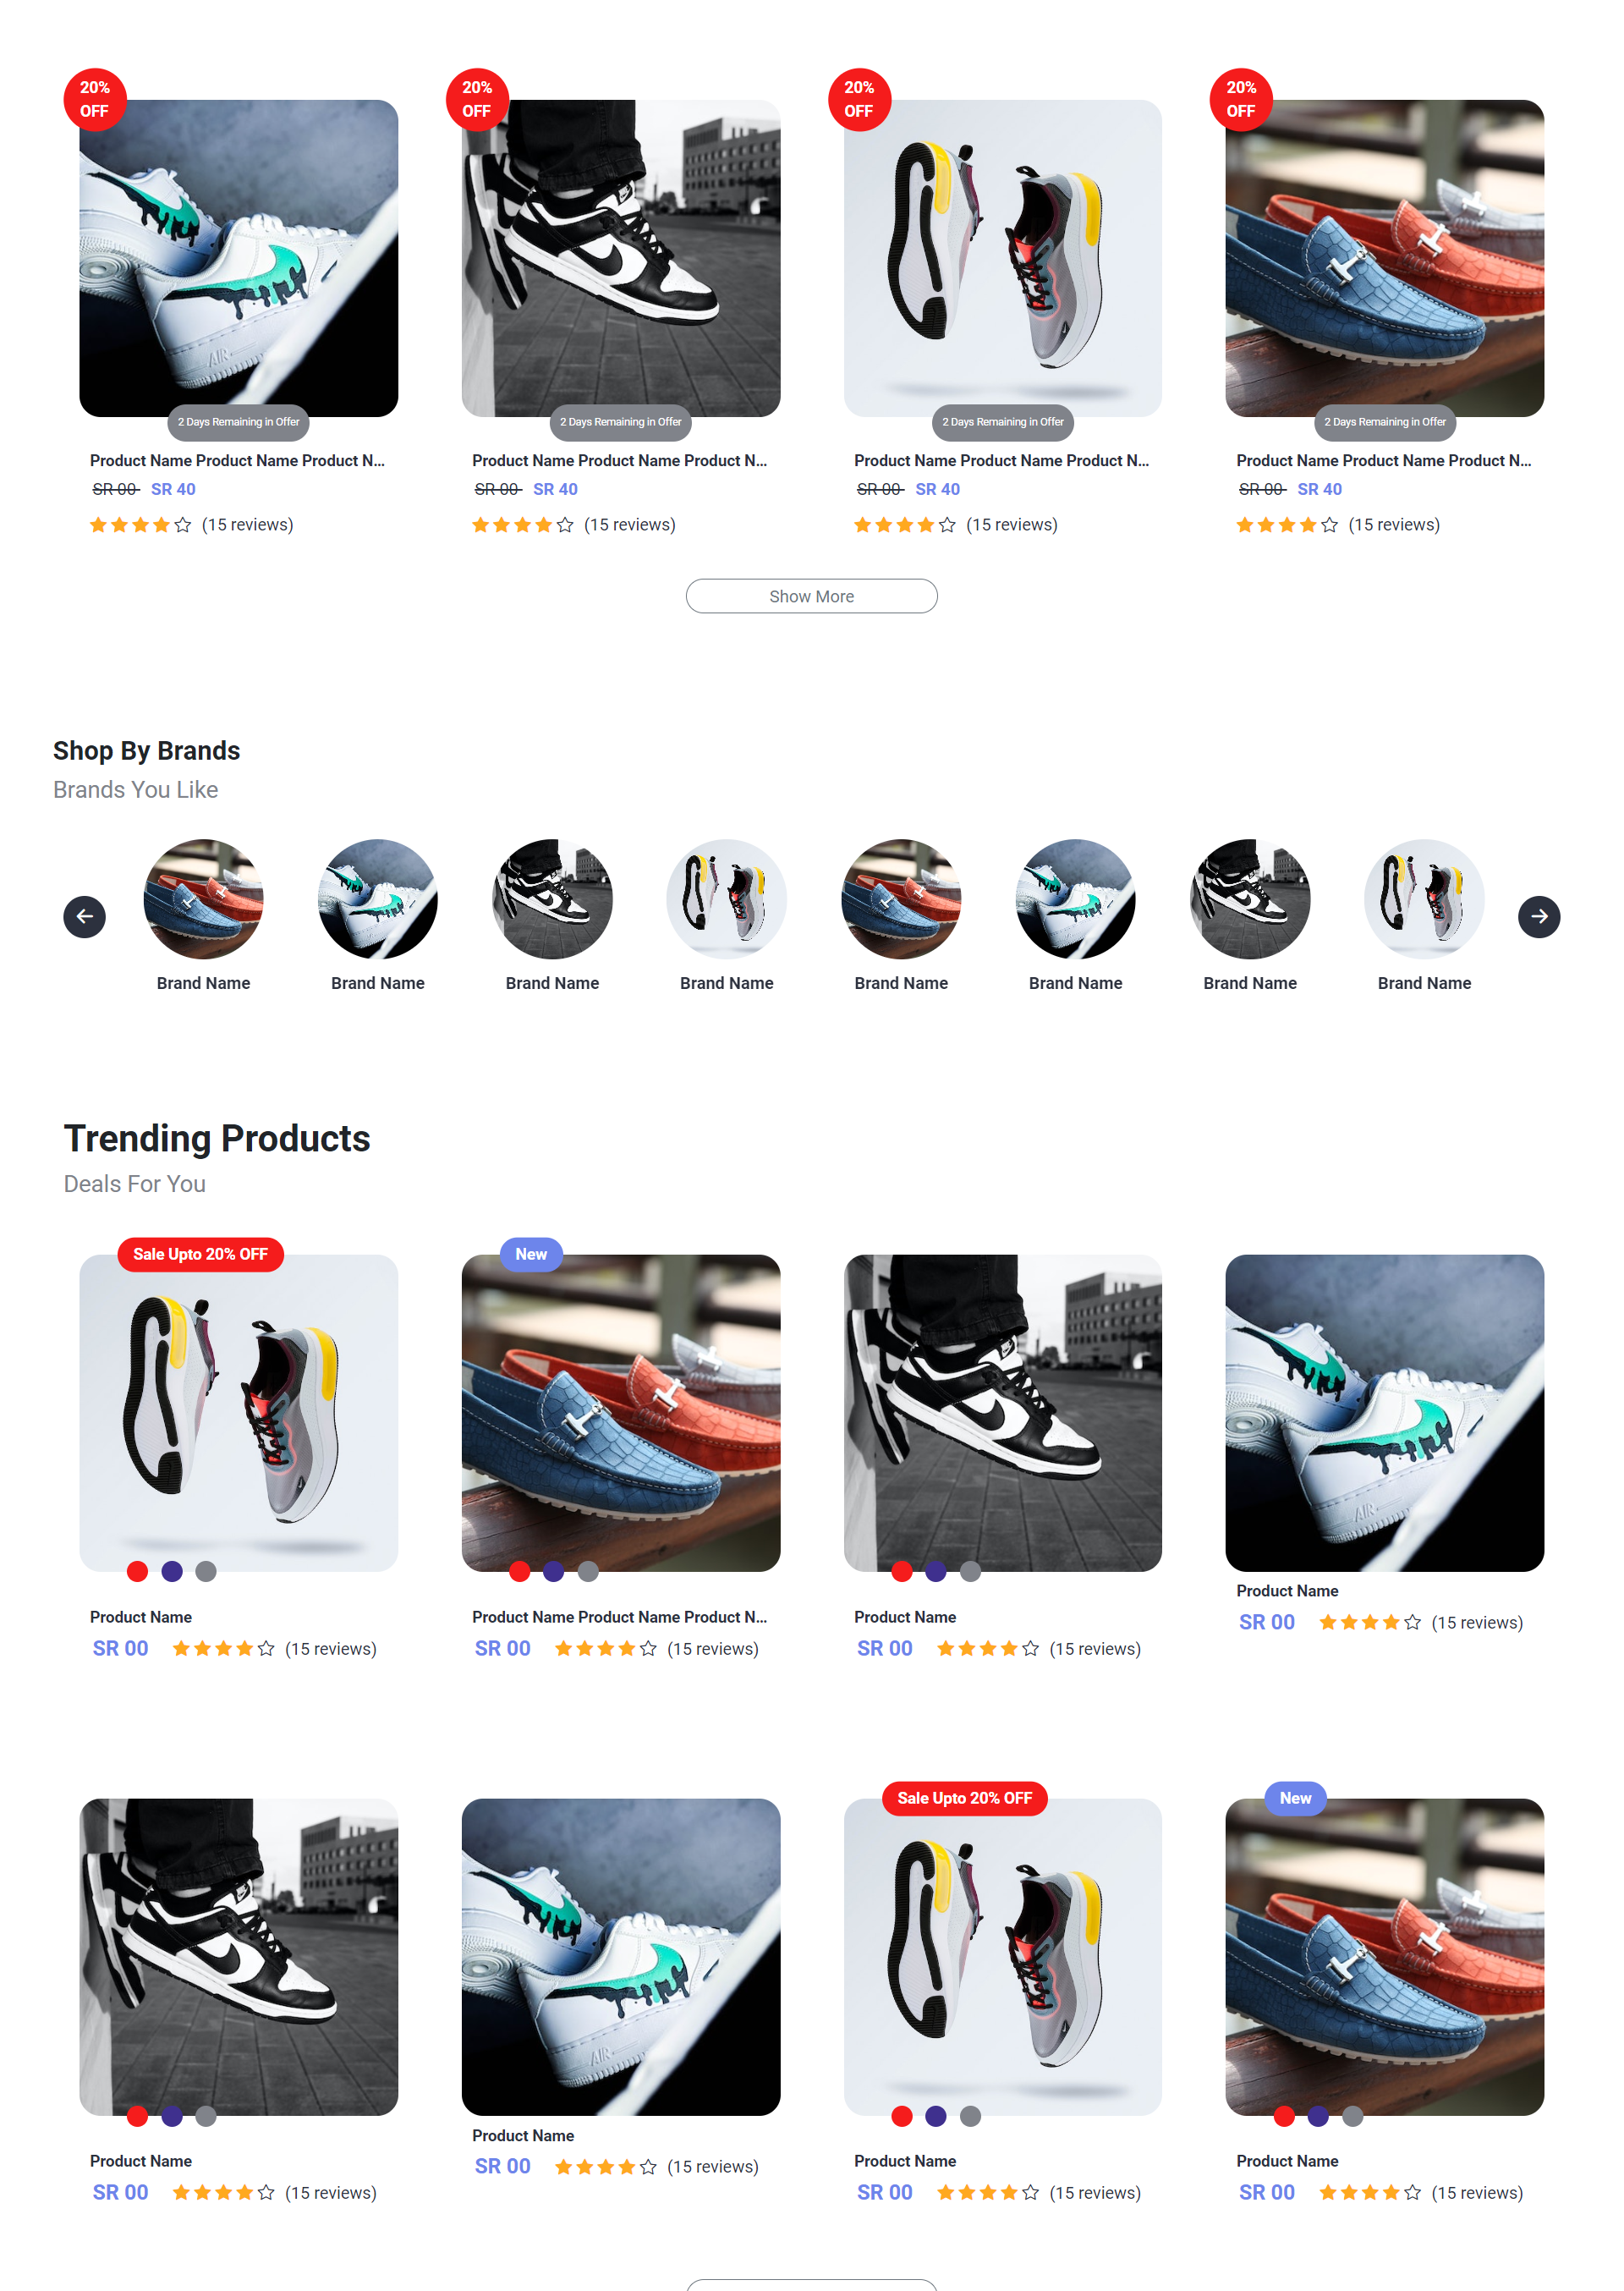 20%
OFF
20%
OFF
20%
OFF
20%
OFF
2 Days Remaining in Offer
2 Days Remaining in Offer
2 Days Remaining in Offer
2 Days Remaining in Offer
Product Name Product Name Product N...
Product Name Product Name Product N...
Product Name Product Name Product N...
Product Name Product Name Product N...
SR 00 SR 40
SR 00 SR 40
SR 00 SR 40
SR 00 SR 40
(15 reviews)
(15 reviews)
(15 reviews)
(15 reviews)
Show More
Shop By Brands
Brands You Like
Brand Name
Brand Name
Brand Name
Brand Name
Brand Name
Brand Name
Brand Name
Brand Name
Trending Products
Deals For You
Sale Upto 20% OFF
New
AIR
Product Name
SR 00 (15 reviews)
Product Name Product Name Product N...
SR 00 (15 reviews)
Product Name
SR 00 (15 reviews)
Product Name
SR 00 (15 reviews)
Sale Upto 20% OFF
New
AIR
Product Name
SR 00 (15 reviews)
Product Name
SR 00 (15 reviews)
Product Name
SR 00 (15 reviews)
Product Name
SR 00 (15 reviews)